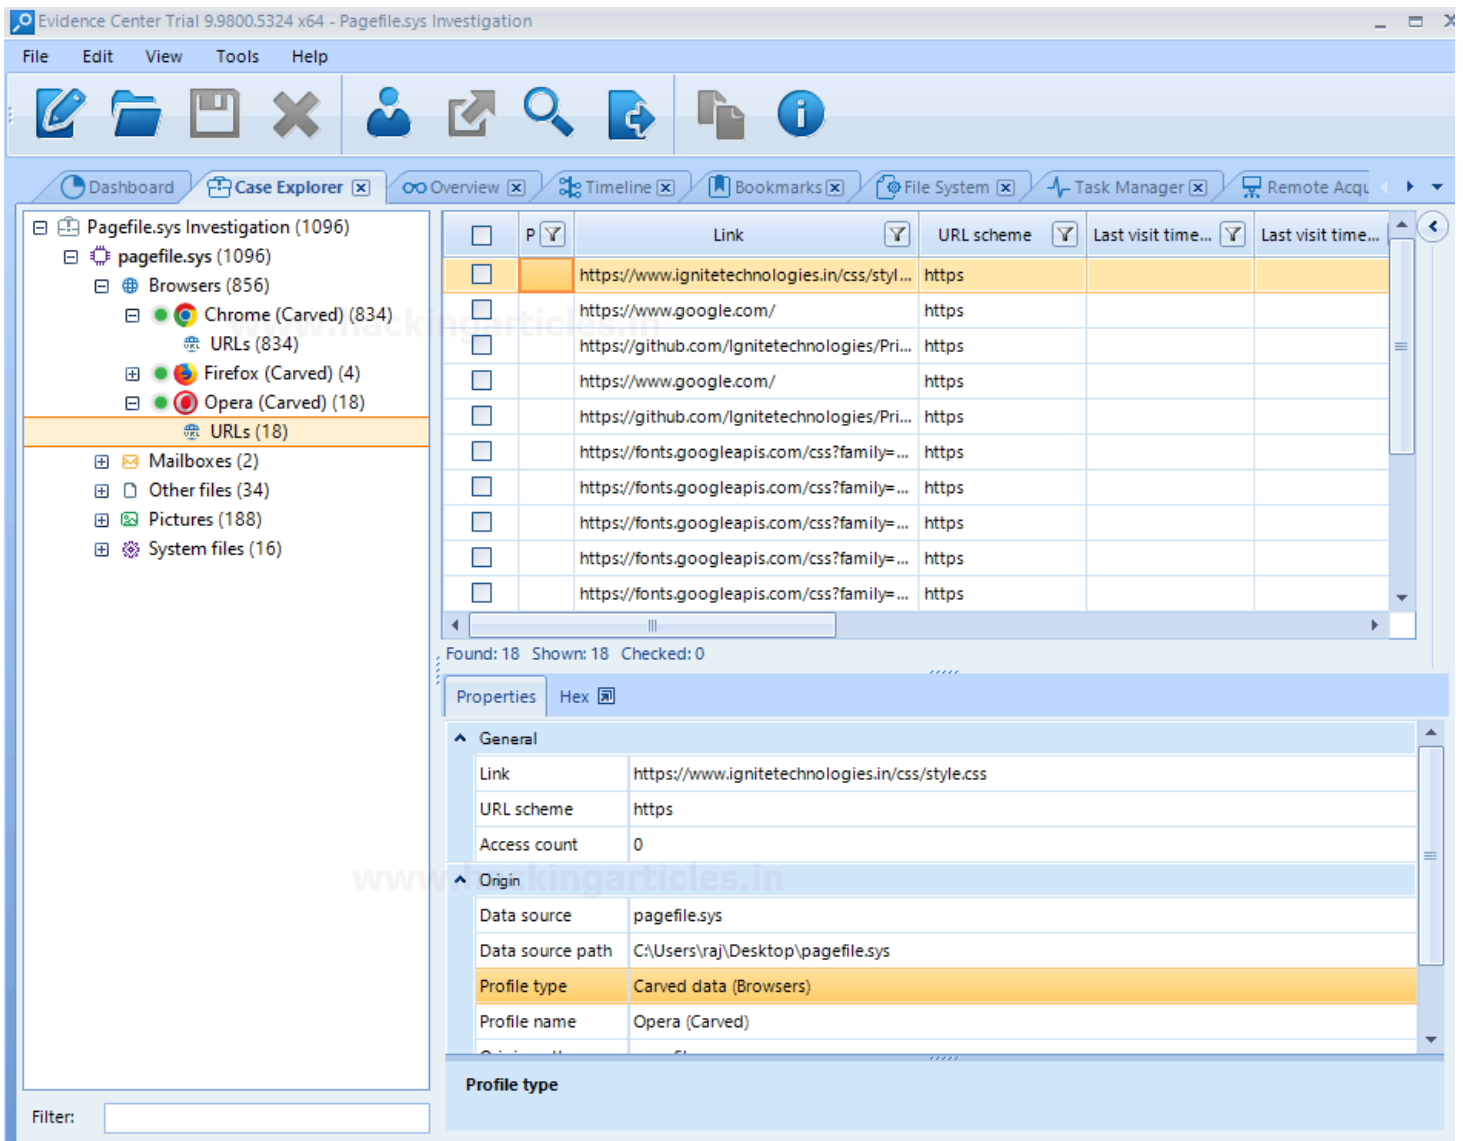 Evidence Center Trial 9.9800.5324 x64 - Pagefile.sys Investigation
File Edit View Tools Help
Dashboard Case Explorer Overview Timeline Bookmarks File System Task Manager Remote Acqu
Pagefile.sys Investigation (1096)
pagefile.sys (1096)
Browsers (856)
Chrome (Carved) (834)
URLs (834)
Firefox (Carved) (4)
Opera (Carved) (18)
URLs (18)
Mailboxes (2)
Other files (34)
Pictures (188)
System files (16)
Filter:
P Link URL scheme Last visit time... Last visit time...
https://www.ignitetechnologies.in/css/styl... https
https://www.google.com/ https
https://github.com/Ignitetechnologies/Pri... https
https://www.google.com/ https
https://github.com/Ignitetechnologies/Pri... https
https://fonts.googleapis.com/css?family=... https
https://fonts.googleapis.com/css?family=... https
https://fonts.googleapis.com/css?family=... https
https://fonts.googleapis.com/css?family=... https
https://fonts.googleapis.com/css?family=... https
Found: 18 Shown: 18 Checked: 0
Properties Hex
General
Link https://www.ignitetechnologies.in/css/style.css
URL scheme https
Access count 0
Origin
Data source pagefile.sys
Data source path C:\Users\raj\Desktop\pagefile.sys
Profile type Carved data (Browsers)
Profile name Opera (Carved)
Profile type
www.hackingarticles.in
www.hackingarticles.in